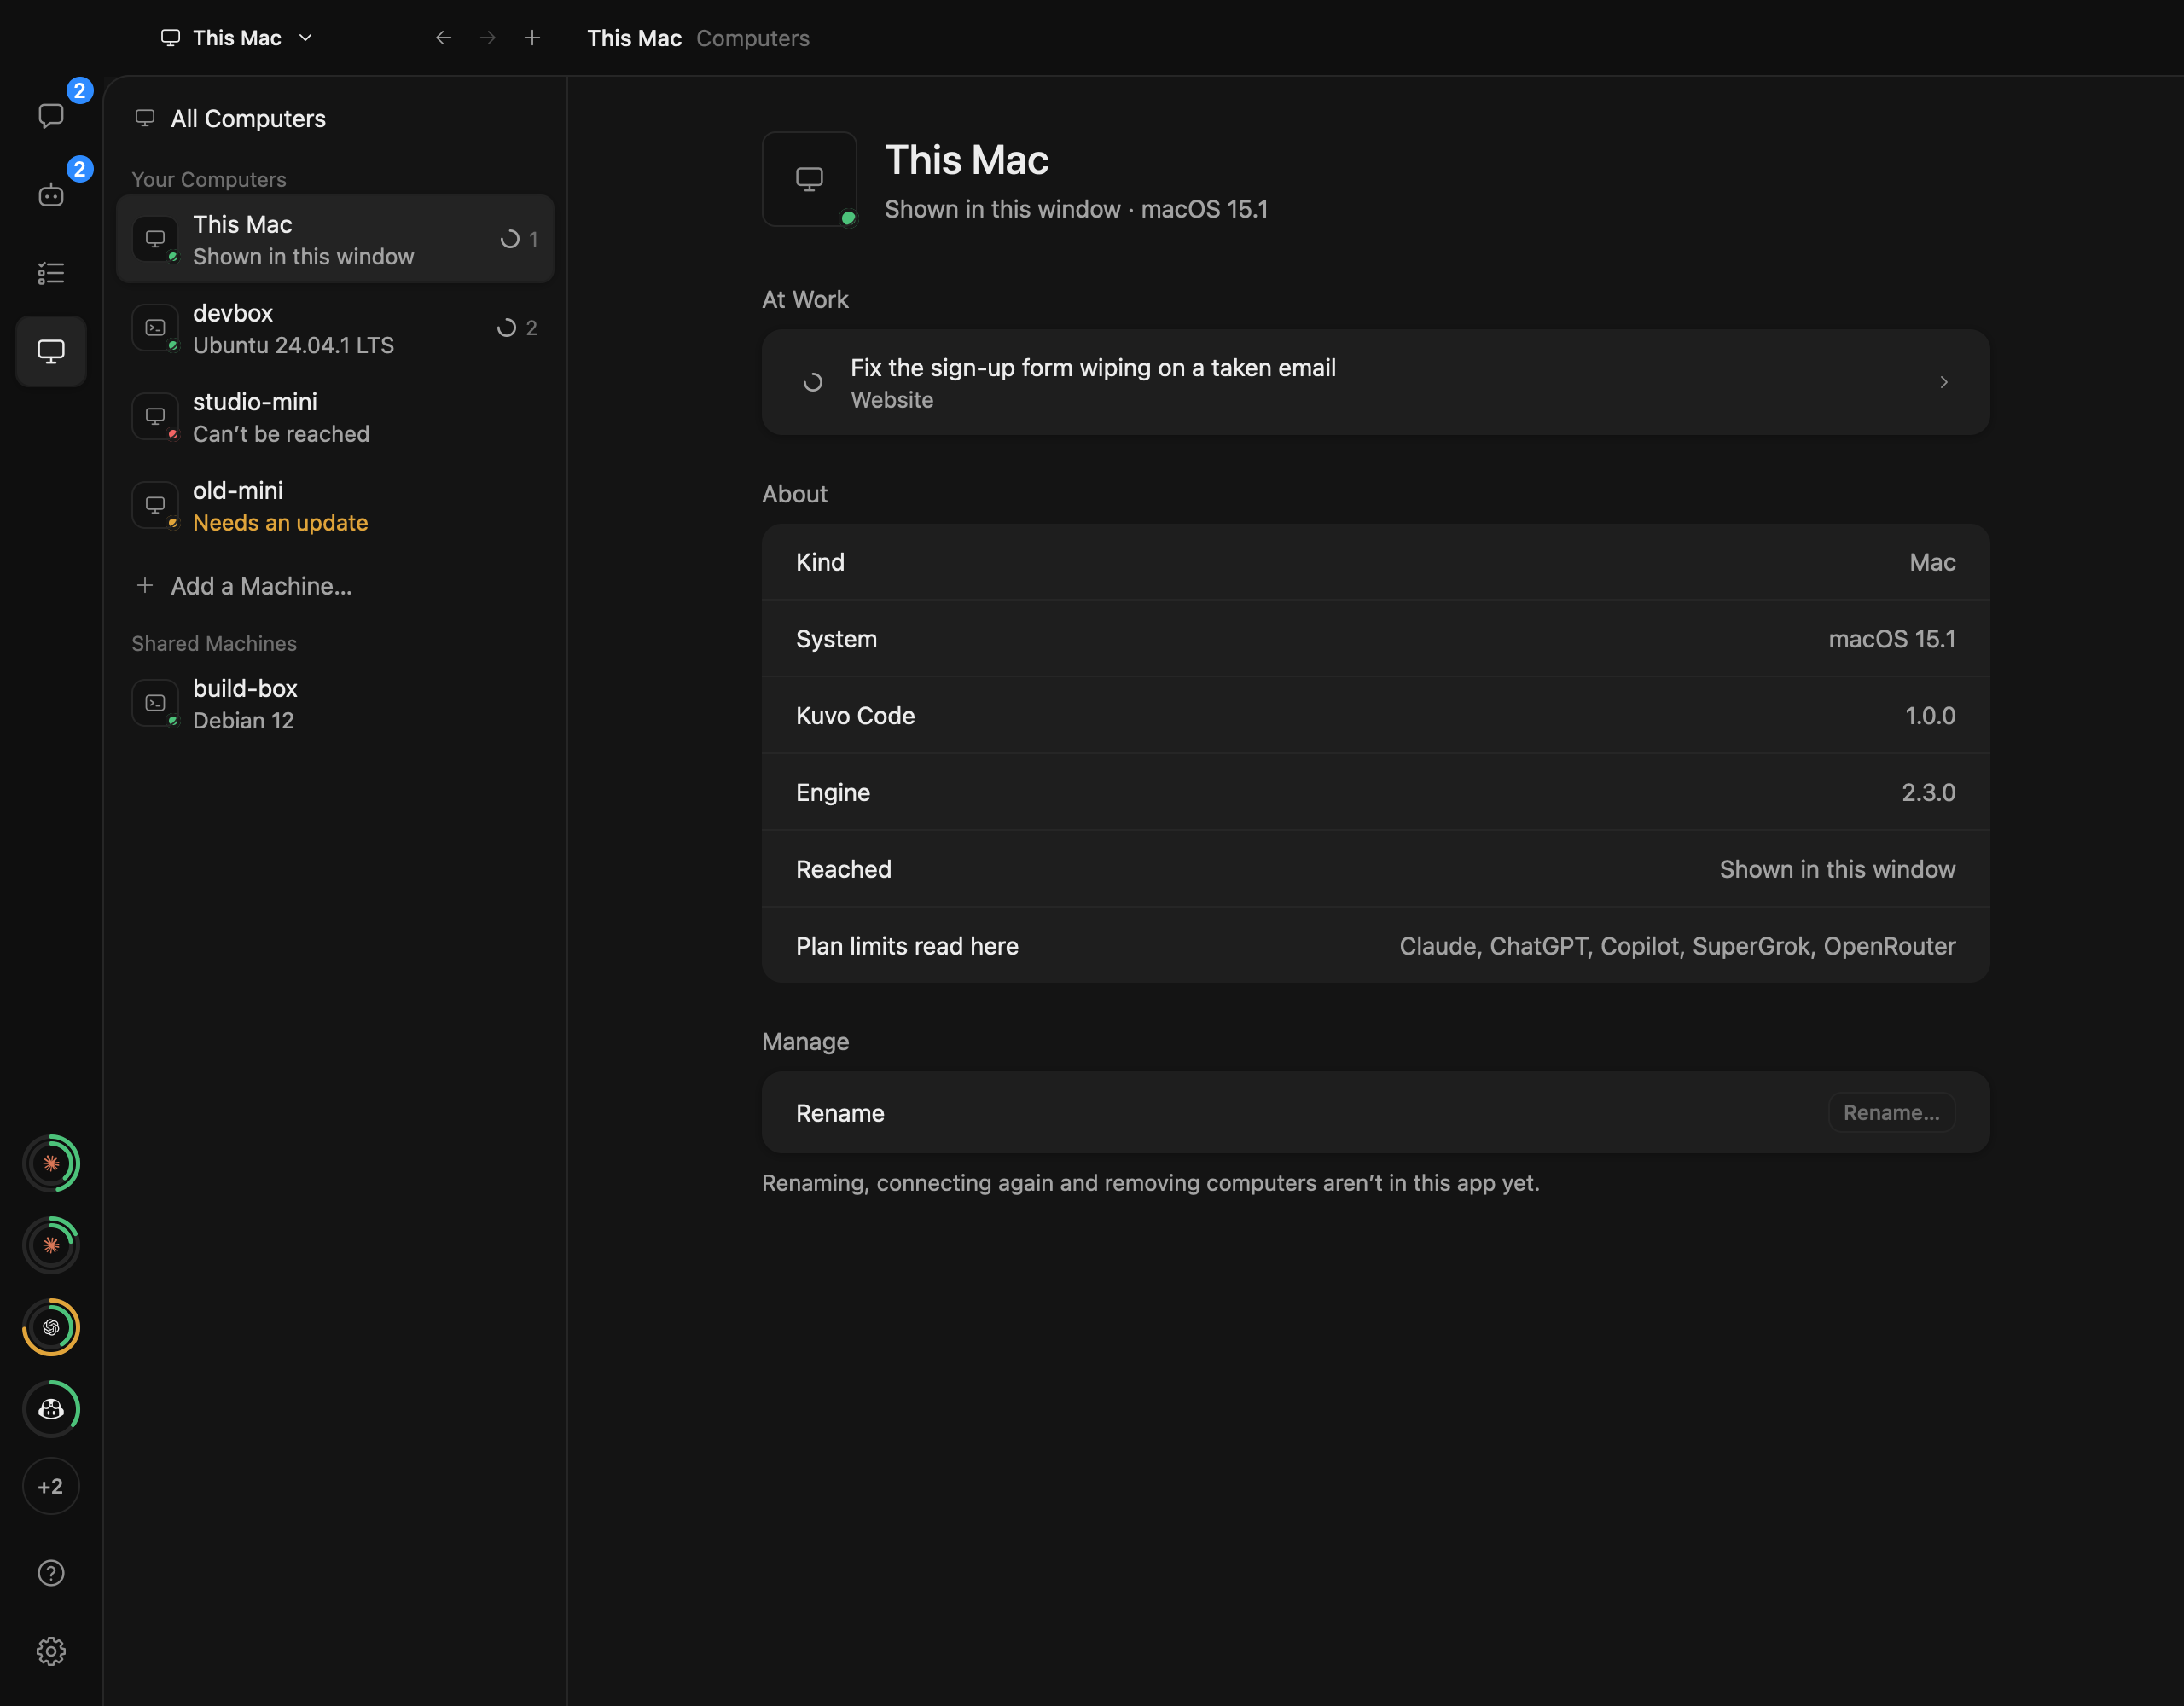 This Mac
This Mac Computers
2
2
All Computers
Your Computers
This Mac
Shown in this window
1
devbox
Ubuntu 24.04.1 LTS
2
studio-mini
Can’t be reached
old-mini
Needs an update
Add a Machine...
Shared Machines
build-box
Debian 12
+2
This Mac
Shown in this window · macOS 15.1
At Work
Fix the sign-up form wiping on a taken email
Website
About
Kind Mac
System macOS 15.1
Kuvo Code 1.0.0
Engine 2.3.0
Reached Shown in this window
Plan limits read here Claude, ChatGPT, Copilot, SuperGrok, OpenRouter
Manage
Rename Rename...
Renaming, connecting again and removing computers aren’t in this app yet.